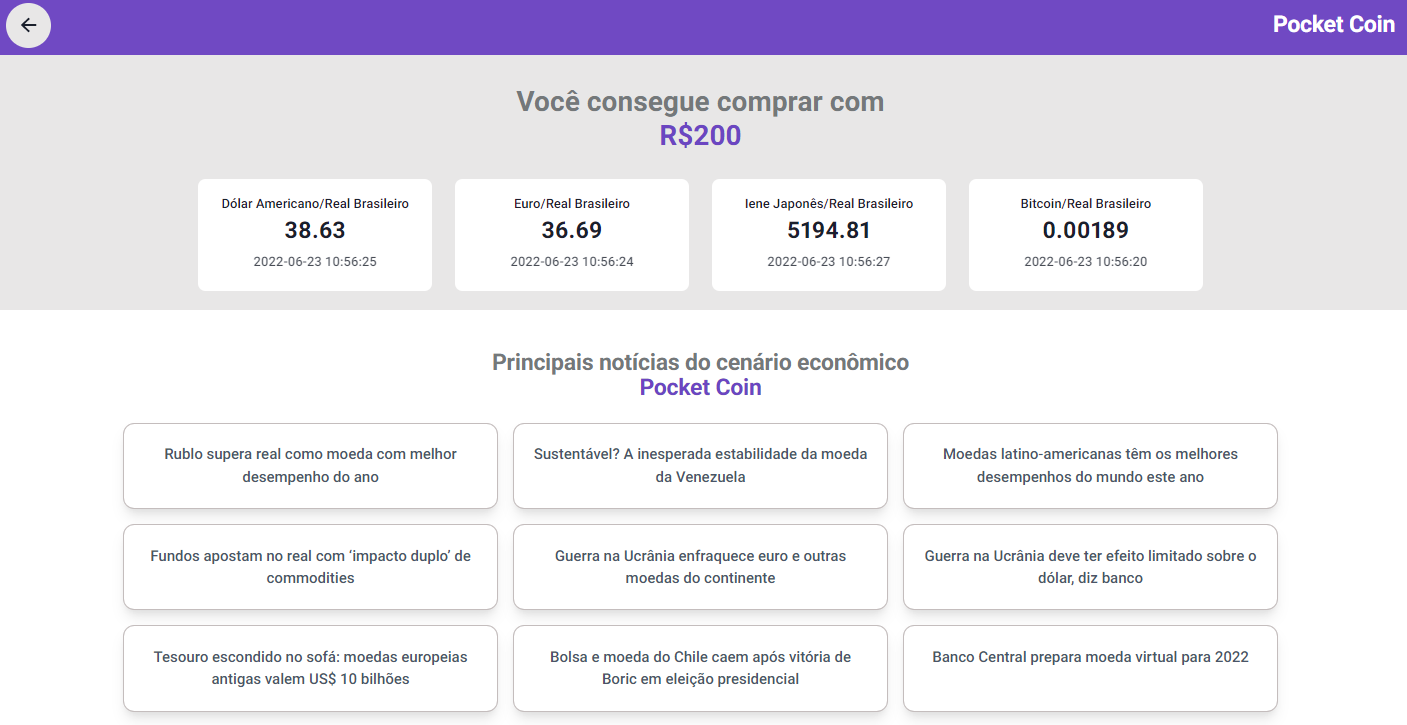 Pocket Coin
Você consegue comprar com
R$200
Dólar Americano/Real Brasileiro
38.63
2022-06-23 10:56:25
Euro/Real Brasileiro
36.69
2022-06-23 10:56:24
Iene Japonês/Real Brasileiro
5194.81
2022-06-23 10:56:27
Bitcoin/Real Brasileiro
0.00189
2022-06-23 10:56:20
Principais notícias do cenário econômico
Pocket Coin
Rublo supera real como moeda com melhor
desempenho do ano
Sustentável? A inesperada estabilidade da moeda
da Venezuela
Moedas latino-americanas têm os melhores
desempenhos do mundo este ano
Fundos apostam no real com ‘impacto duplo’ de
commodities
Guerra na Ucrânia enfraquece euro e outras
moedas do continente
Guerra na Ucrânia deve ter efeito limitado sobre o
dólar, diz banco
Tesouro escondido no sofá: moedas europeias
antigas valem US$ 10 bilhões
Bolsa e moeda do Chile caem após vitória de
Boric em eleição presidencial
Banco Central prepara moeda virtual para 2022